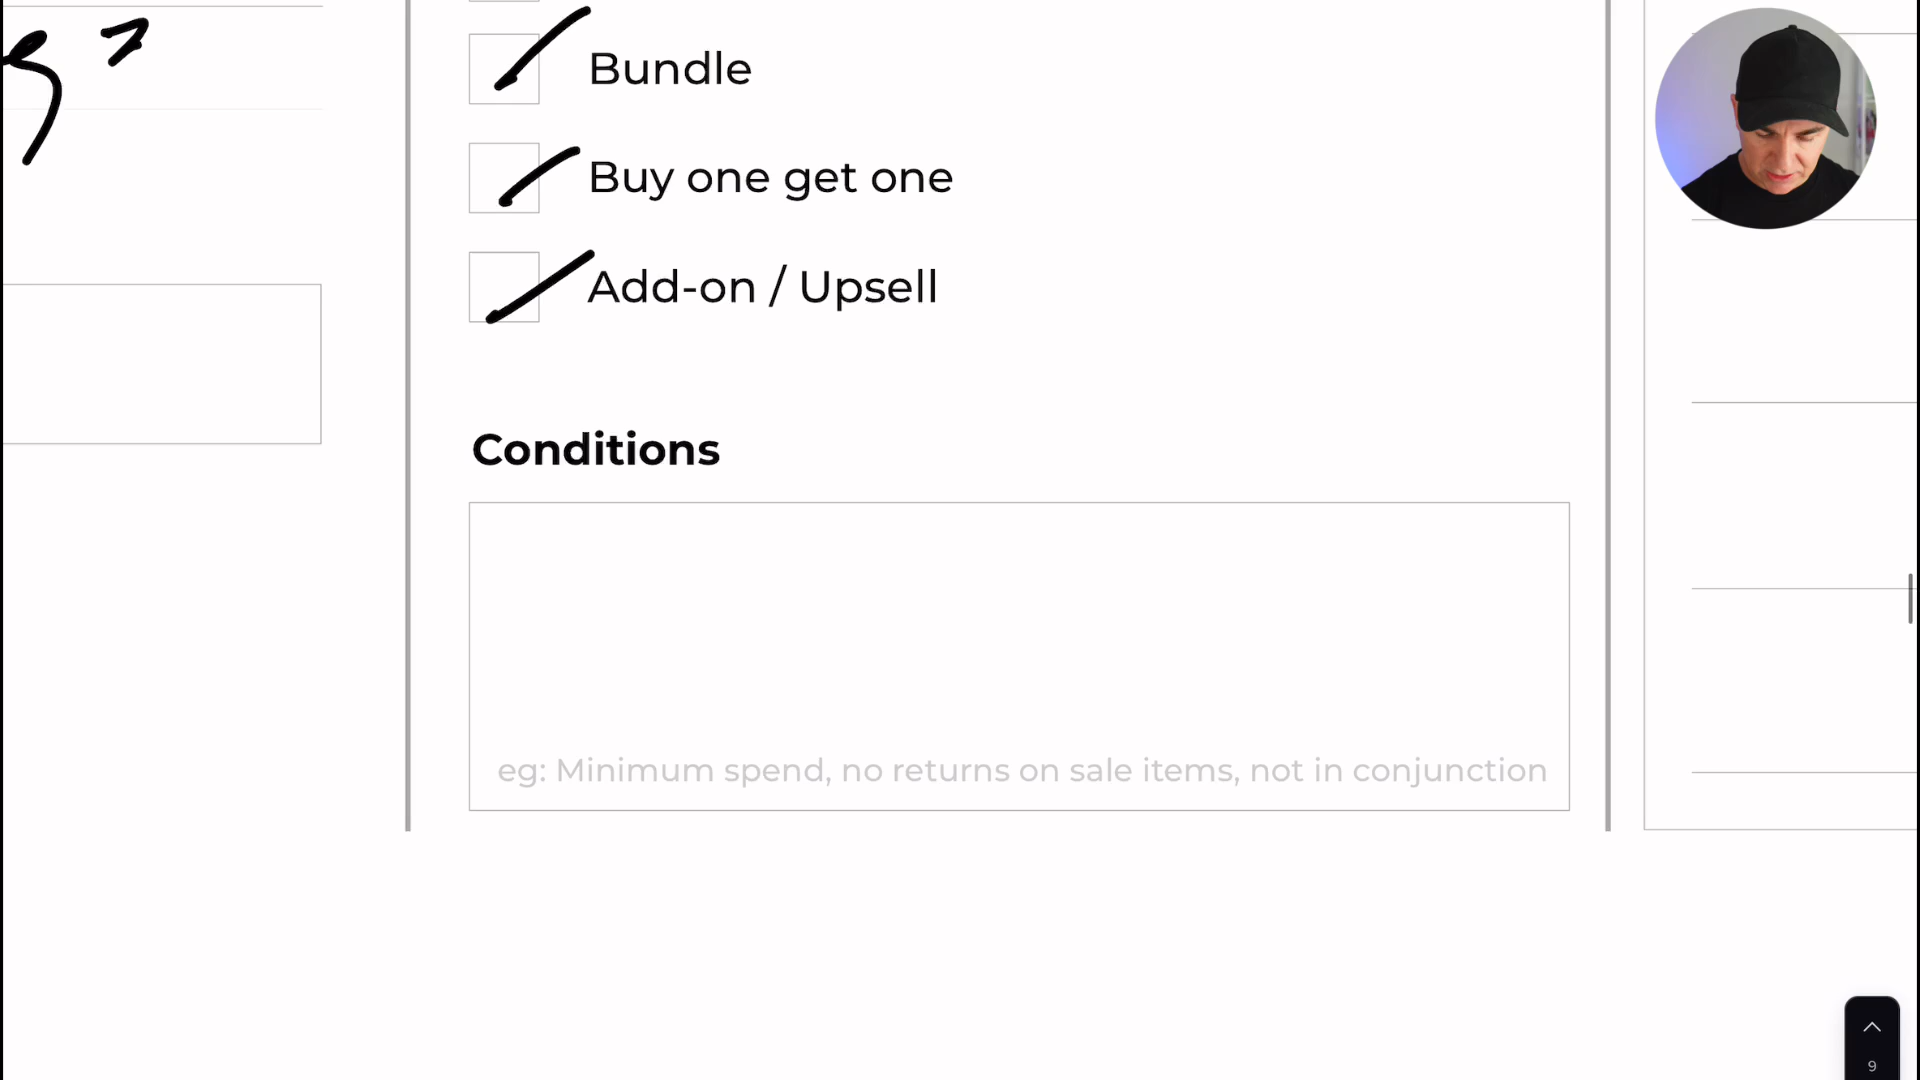 Bundle
Buy one get one
Add-on / Upsell
Conditions
eg: Minimum spend, no returns on sale items, not in conjunction
9